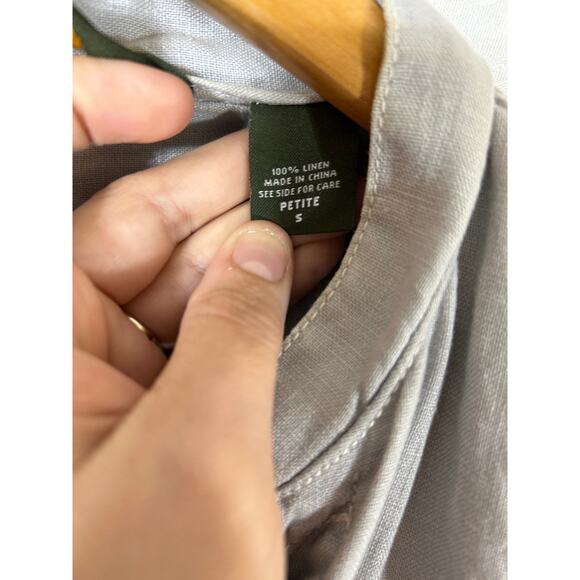 100% LINEN
MADE IN CHINA
SEE SIDE FOR CARE
PETITE
S